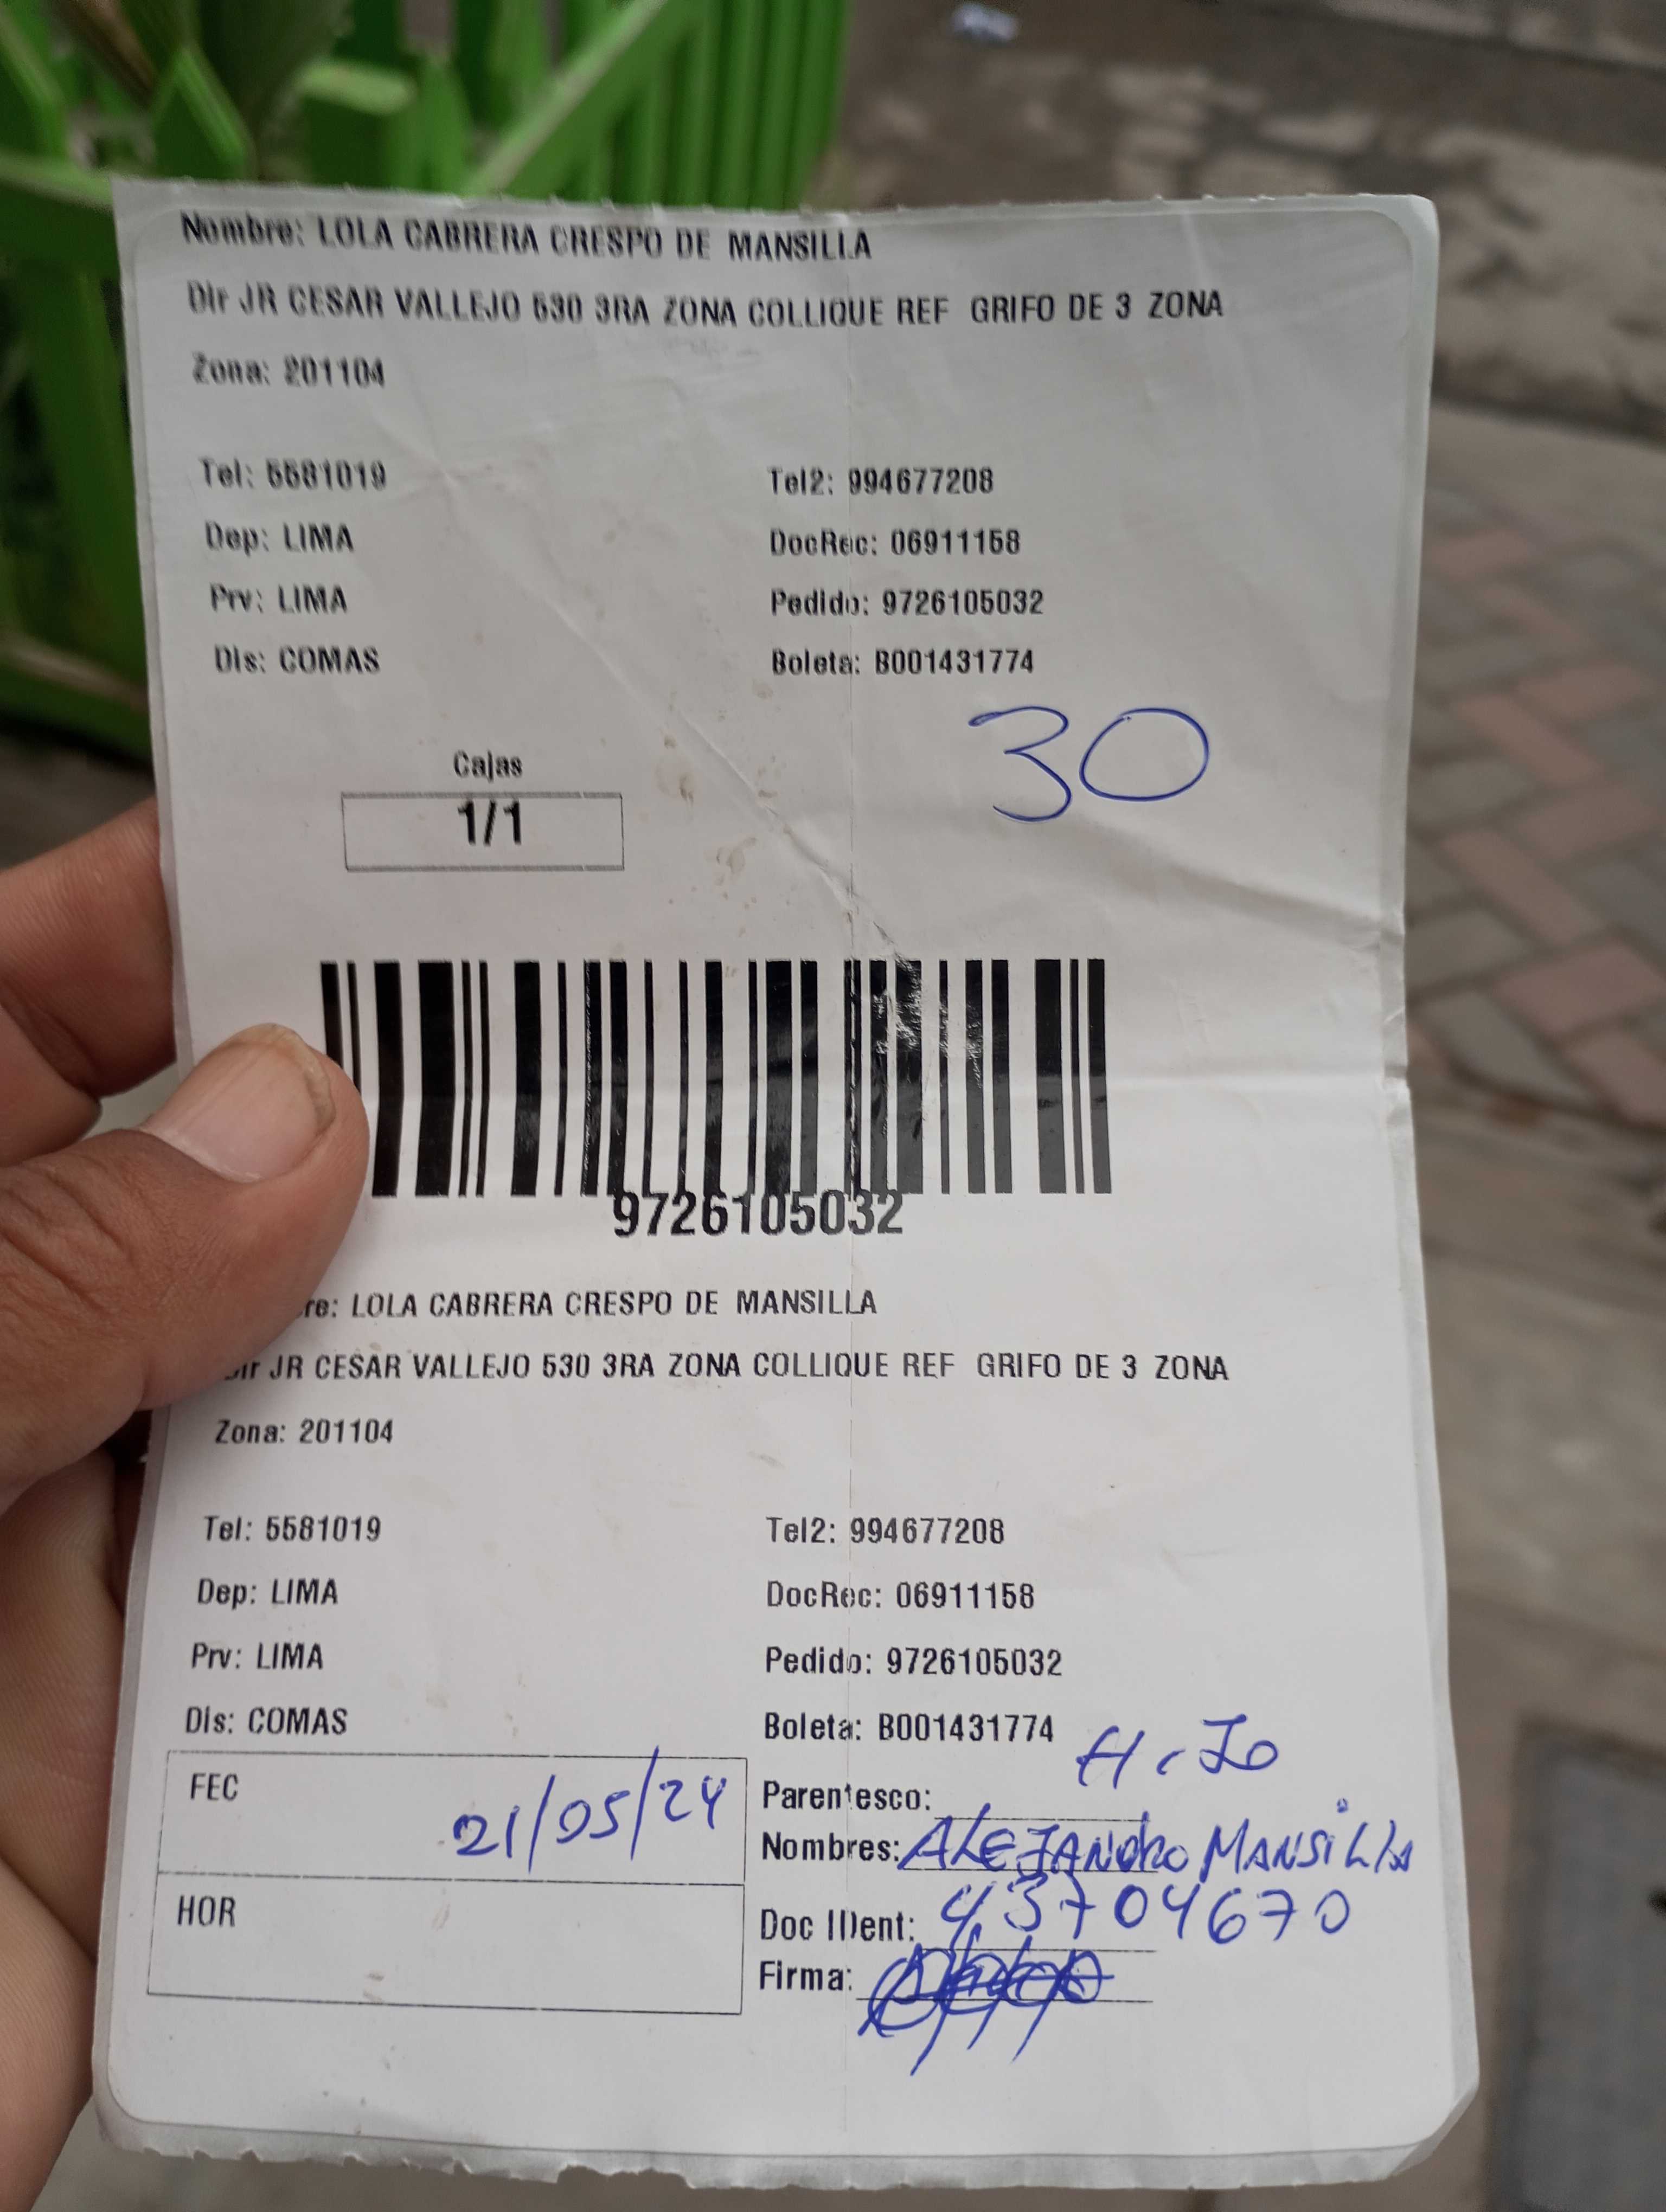 Nombre: LOLA CABRERA CRESPO DE MANSILLA
Dir JR CESAR VALLEJO 530 3RA ZONA COLLIQUE REF GRIFO DE 3 ZONA
Zona: 201104
Tel: 5581019 Tel2: 994677208
Dep: LIMA DocRec: 06911158
Prv: LIMA Pedido: 9726105032
Dis: COMAS Boleta: B001431774
30
Cajas
1/1
9726105032
re: LOLA CABRERA CRESPO DE MANSILLA
Dir JR CESAR VALLEJO 530 3RA ZONA COLLIQUE REF GRIFO DE 3 ZONA
Zona: 201104
Tel: 5581019 Tel2: 994677208
Dep: LIMA DocRec: 06911158
Prv: LIMA Pedido: 9726105032
Dis: COMAS Boleta: B001431774
FEC 21/05/24 Parentesco: HiJo
Nombres: ALEJANdRo MANSiLLA
HOR Doc IDent: 43704670
Firma: